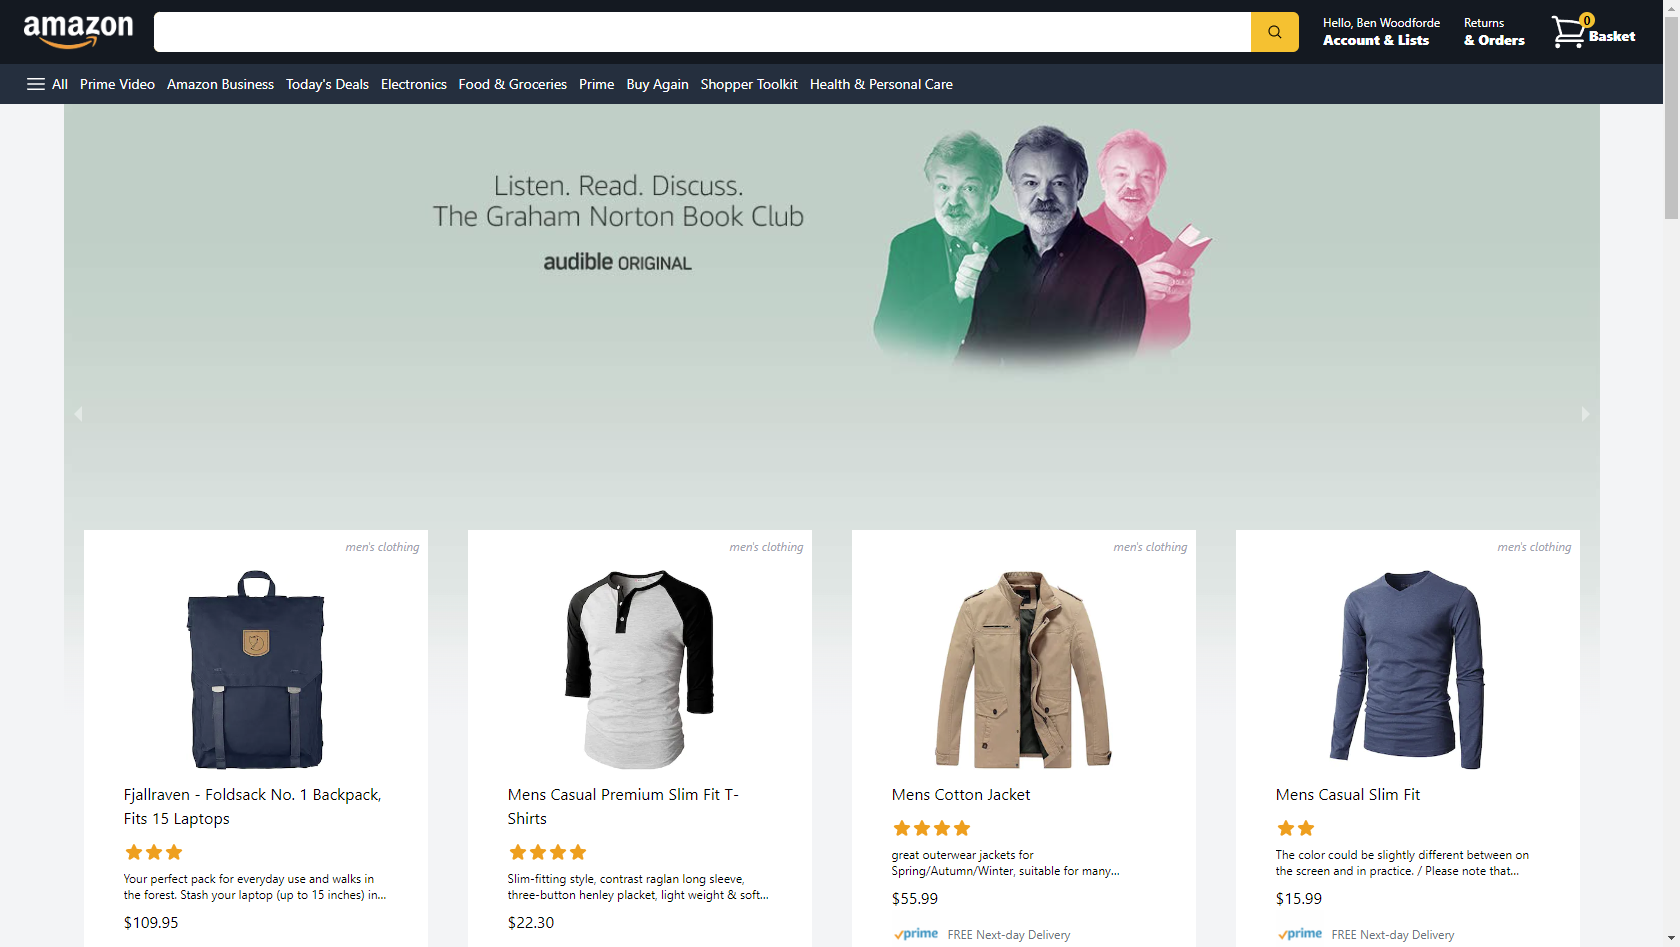 amazon
Hello, Ben Woodforde
Account & Lists
Returns
& Orders
0
Basket
All Prime Video Amazon Business Today's Deals Electronics Food & Groceries Prime Buy Again Shopper Toolkit Health & Personal Care
Listen. Read. Discuss.
The Graham Norton Book Club
audible ORIGINAL
men's clothing
Fjallraven - Foldsack No. 1 Backpack,
Fits 15 Laptops
Your perfect pack for everyday use and walks in
the forest. Stash your laptop (up to 15 inches) in...
$109.95
men's clothing
Mens Casual Premium Slim Fit T-
Shirts
Slim-fitting style, contrast raglan long sleeve,
three-button henley placket, light weight & soft...
$22.30
men's clothing
Mens Cotton Jacket
great outerwear jackets for
Spring/Autumn/Winter, suitable for many...
$55.99
prime FREE Next-day Delivery
men's clothing
Mens Casual Slim Fit
The color could be slightly different between on
the screen and in practice. / Please note that...
$15.99
prime FREE Next-day Delivery